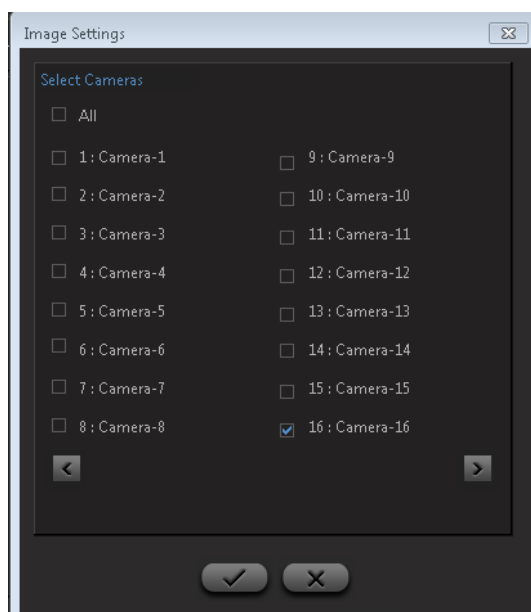 Image Settings
Select Cameras
All
1 : Camera-1
2 : Camera-2
3 : Camera-3
4 : Camera-4
5 : Camera-5
6 : Camera-6
7 : Camera-7
8 : Camera-8
9 : Camera-9
10 : Camera-10
11 : Camera-11
12 : Camera-12
13 : Camera-13
14 : Camera-14
15 : Camera-15
16 : Camera-16